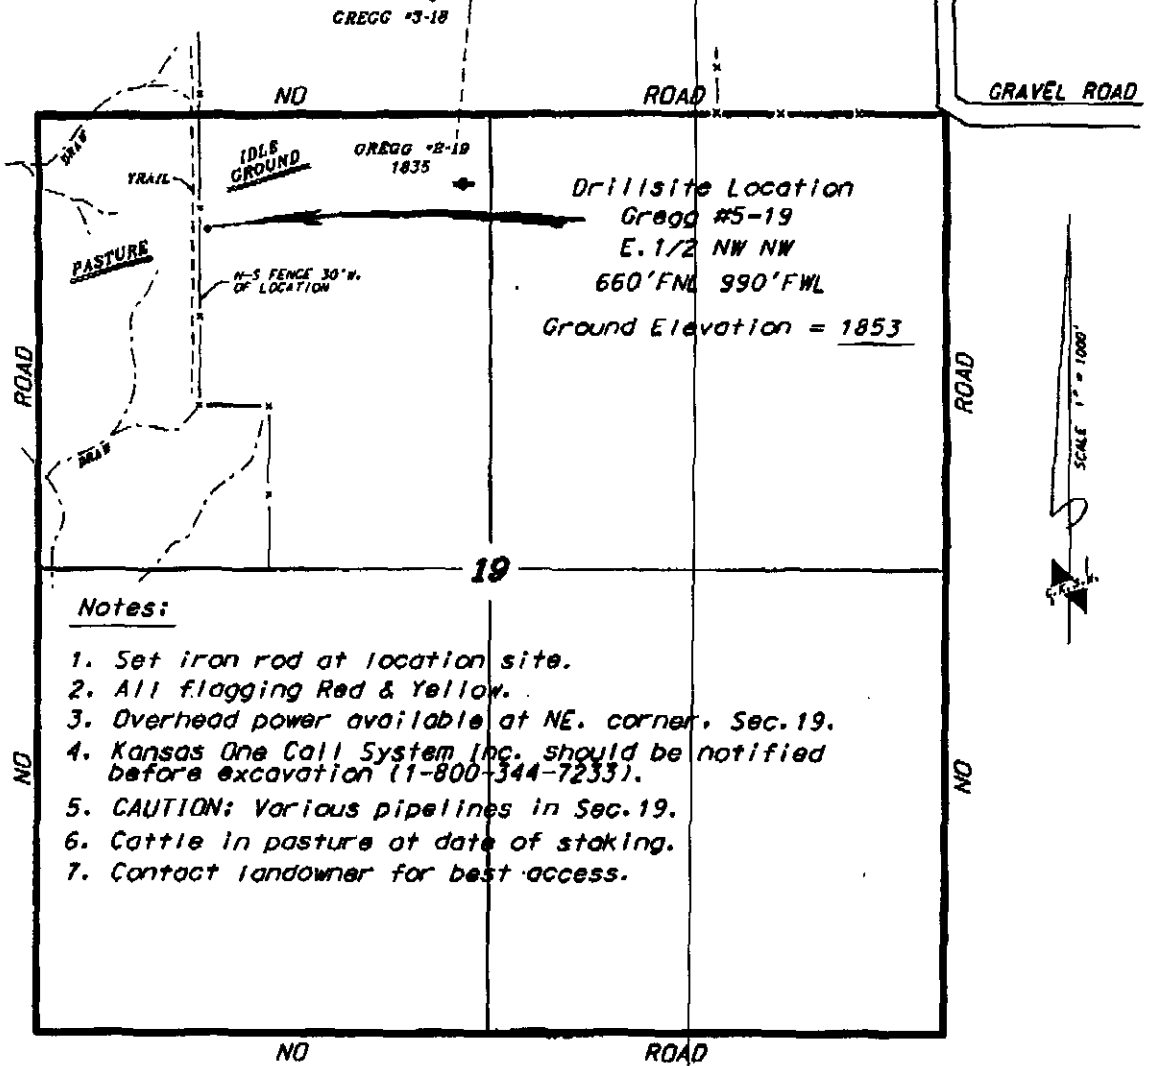 GREGG #3-18
NO ROAD
GRAVEL ROAD
DRAW
TRAIL
IDLE
GROUND
GREGG #2-19
1835
PASTURE
N-S FENCE 30'W.
OF LOCATION
Drillsite Location
Gregg #5-19
E. 1/2 NW NW
660'FNL 990'FWL
Ground Elevation = 1853
ROAD
ROAD
SCALE 1" = 1000'
DRAW
19
Notes:
1. Set iron rod at location site.
2. All flagging Red & Yellow.
3. Overhead power available at NE. corner, Sec.19.
4. Kansas One Call System Inc. should be notified
before excavation (1-800-344-7233).
5. CAUTION: Various pipelines in Sec.19.
6. Cattle in pasture at date of staking.
7. Contact landowner for best access.
NO
NO
NO ROAD